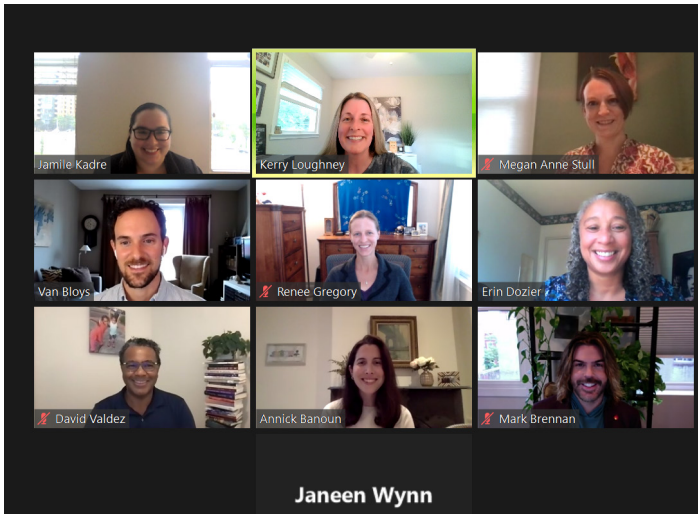 Jamile Kadre
Kerry Loughney
Megan Anne Stull
Van Bloys
Renee Gregory
Erin Dozier
David Valdez
Annick Banoun
Mark Brennan
Janeen Wynn